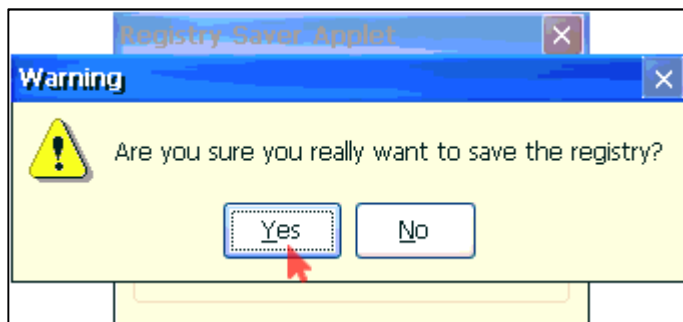 Registry Saver Applet
Warning
Are you sure you really want to save the registry?
Yes
No